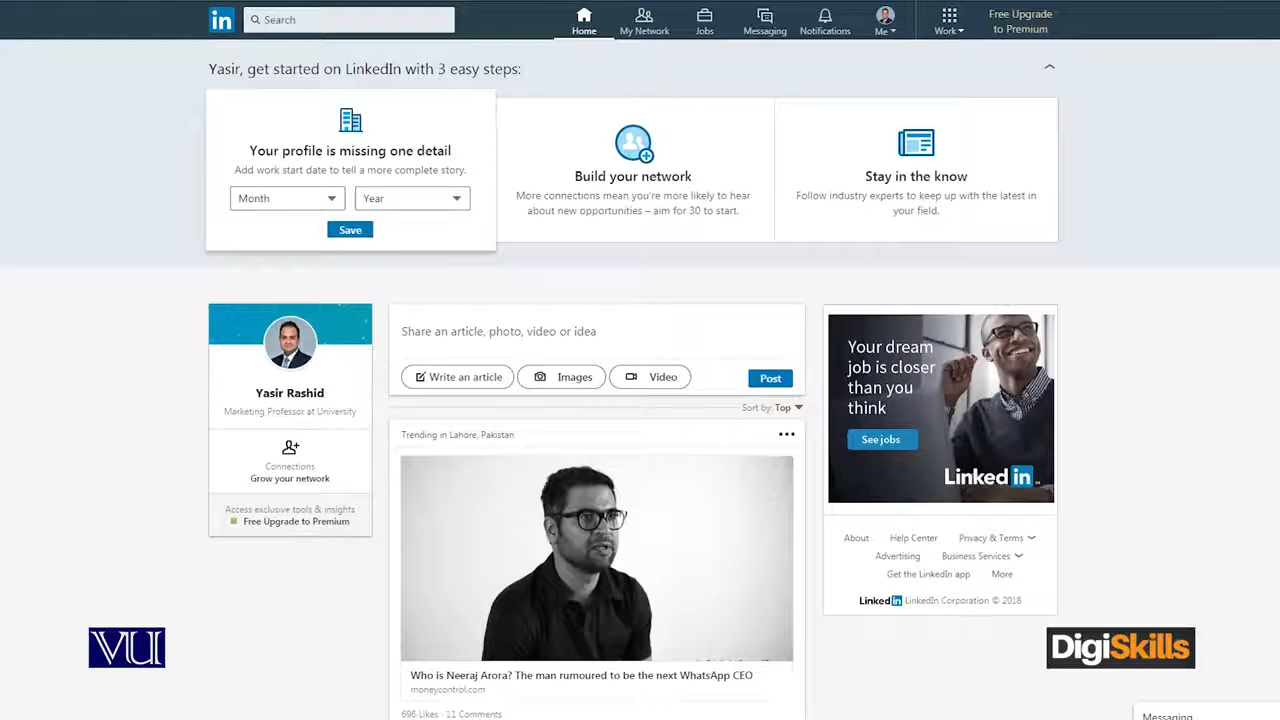 in
Search
Home
My Network
Jobs
Messaging
Notifications
Me
Work
Free Upgrade
to Premium
Yasir, get started on LinkedIn with 3 easy steps:
Your profile is missing one detail
Add work start date to tell a more complete story.
Month
Year
Save
Build your network
More connections mean you're more likely to hear
about new opportunities – aim for 30 to start.
Stay in the know
Follow industry experts to keep up with the latest in
your field.
Yasir Rashid
Marketing Professor at University
Connections
Grow your network
Access exclusive tools & insights
Free Upgrade to Premium
Share an article, photo, video or idea
Write an article
Images
Video
Post
Sort by: Top
Trending in Lahore, Pakistan
Who is Neeraj Arora? The man rumoured to be the next WhatsApp CEO
moneycontrol.com
696 Likes · 11 Comments
Your dream
job is closer
than you
think
See jobs
Linkedin
About
Help Center
Privacy & Terms
Advertising
Business Services
Get the LinkedIn app
More
Linkedin LinkedIn Corporation © 2018
VU
DigiSkills
Messaging